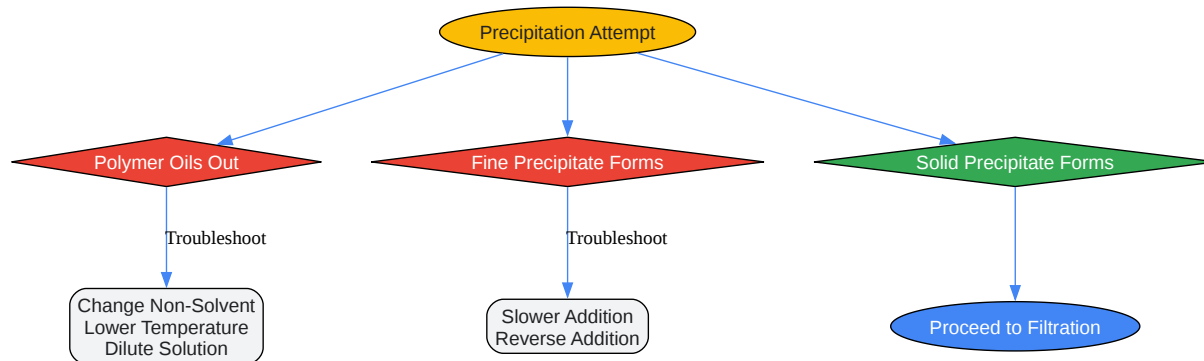 Precipitation Attempt
Polymer Oils Out
Fine Precipitate Forms
Solid Precipitate Forms
Troubleshoot
Troubleshoot
Change Non-Solvent
Lower Temperature
Dilute Solution
Slower Addition
Reverse Addition
Proceed to Filtration